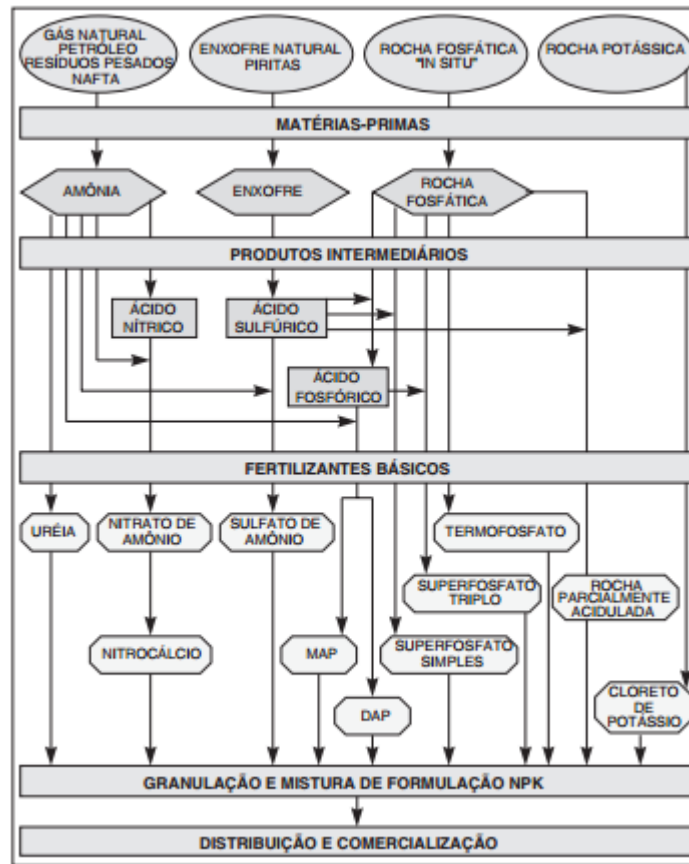 GÁS NATURAL
PETRÓLEO
RESÍDUOS PESADOS
NAFTA
ENXOFRE NATURAL
PIRITAS
ROCHA FOSFÁTICA
"IN SITU"
ROCHA POTÁSSICA
MATÉRIAS-PRIMAS
AMÔNIA
ENXOFRE
ROCHA
FOSFÁTICA
PRODUTOS INTERMEDIÁRIOS
ÁCIDO
NÍTRICO
ÁCIDO
SULFÚRICO
ÁCIDO
FOSFÓRICO
FERTILIZANTES BÁSICOS
URÉIA
NITRATO DE
AMÔNIO
SULFATO DE
AMÔNIO
TERMOFOSFATO
SUPERFOSFATO
TRIPLO
ROCHA
PARCIALMENTE
ACIDULADA
NITROCÁLCIO
MAP
SUPERFOSFATO
SIMPLES
DAP
CLORETO
DE
POTÁSSIO
GRANULAÇÃO E MISTURA DE FORMULAÇÃO NPK
DISTRIBUIÇÃO E COMERCIALIZAÇÃO